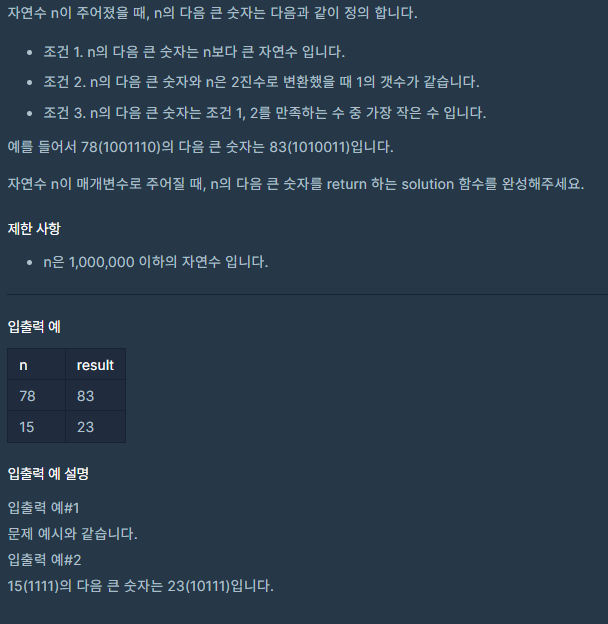 자연수 n이 주어졌을 때, n의 다음 큰 숫자는 다음과 같이 정의 합니다.
조건 1. n의 다음 큰 숫자는 n보다 큰 자연수 입니다.
조건 2. n의 다음 큰 숫자와 n은 2진수로 변환했을 때 1의 갯수가 같습니다.
조건 3. n의 다음 큰 숫자는 조건 1, 2를 만족하는 수 중 가장 작은 수 입니다.
예를 들어서 78(1001110)의 다음 큰 숫자는 83(1010011)입니다.
자연수 n이 매개변수로 주어질 때, n의 다음 큰 숫자를 return 하는 solution 함수를 완성해주세요.
제한 사항
n은 1,000,000 이하의 자연수 입니다.
입출력 예
n result
78 83
15 23
입출력 예 설명
입출력 예#1
문제 예시와 같습니다.
입출력 예#2
15(1111)의 다음 큰 숫자는 23(10111)입니다.